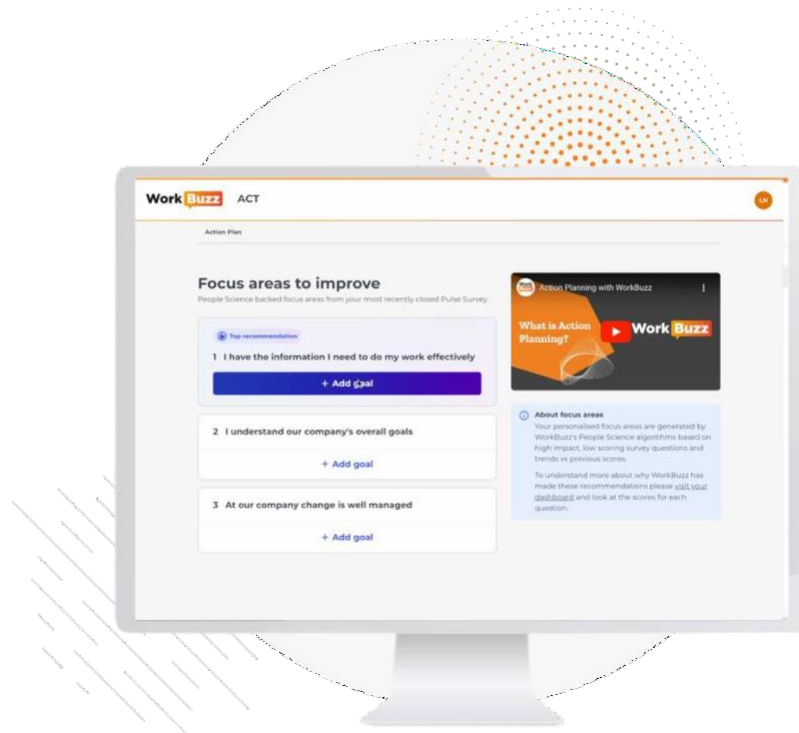 WorkBuzz ACT
LN
Action Plan
Focus areas to improve
People Science backed focus areas from your most recently closed Pulse Survey.
Top recommendation
1 I have the information I need to do my work effectively
+ Add goal
2 I understand our company's overall goals
+ Add goal
3 At our company change is well managed
+ Add goal
Action Planning with WorkBuzz
What is Action
Planning?
WorkBuzz
About focus areas
Your personalised focus areas are generated by
WorkBuzz's People Science algorithms based on
high impact, low scoring survey questions and
trends vs previous scores.
To understand more about why WorkBuzz has
made these recommendations please visit your
dashboard and look at the scores for each
question.